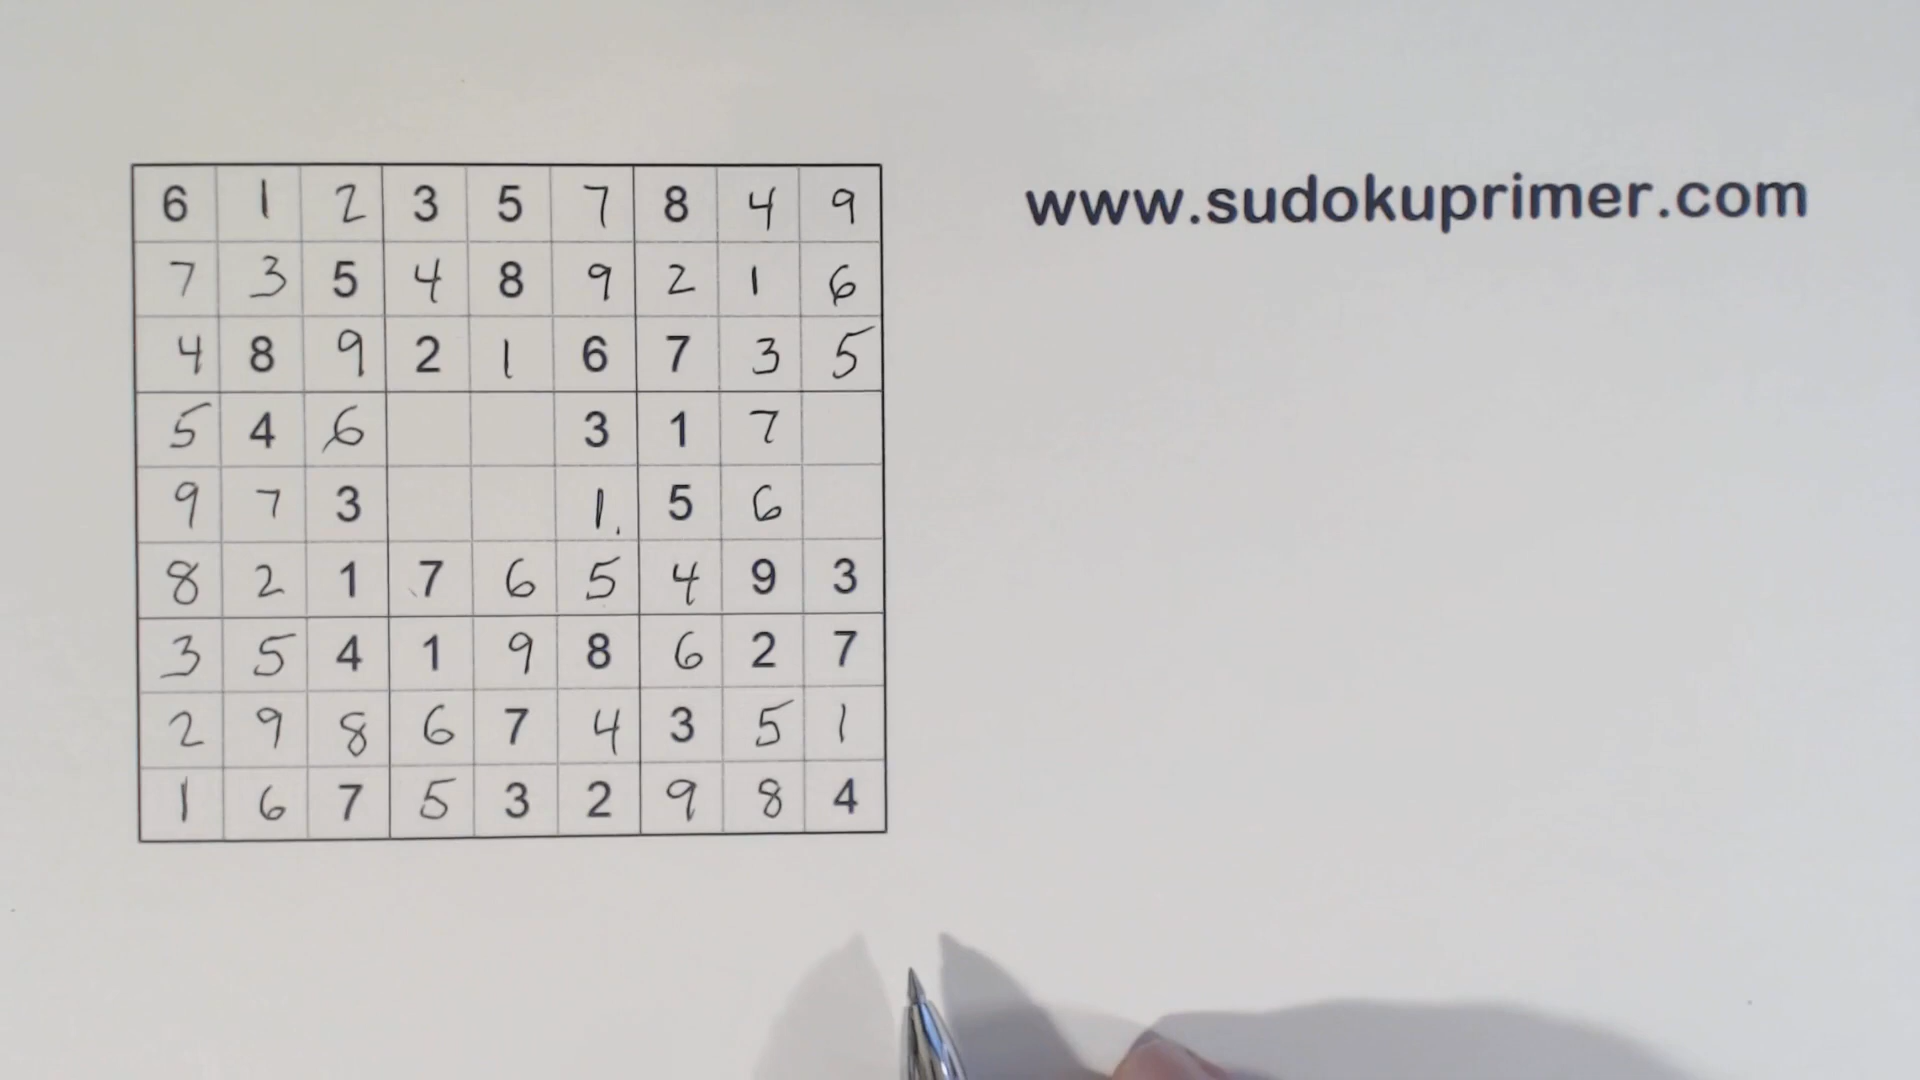 www.sudokuprimer.com
6 1 2 3 5 7 8 4 9
7 3 5 4 8 9 2 1 6
4 8 9 2 1 6 7 3 5
5 4 6 3 1 7
9 7 3 1. 5 6
8 2 1 7 6 5 4 9 3
3 5 4 1 9 8 6 2 7
2 9 8 6 7 4 3 5 1
1 6 7 5 3 2 9 8 4